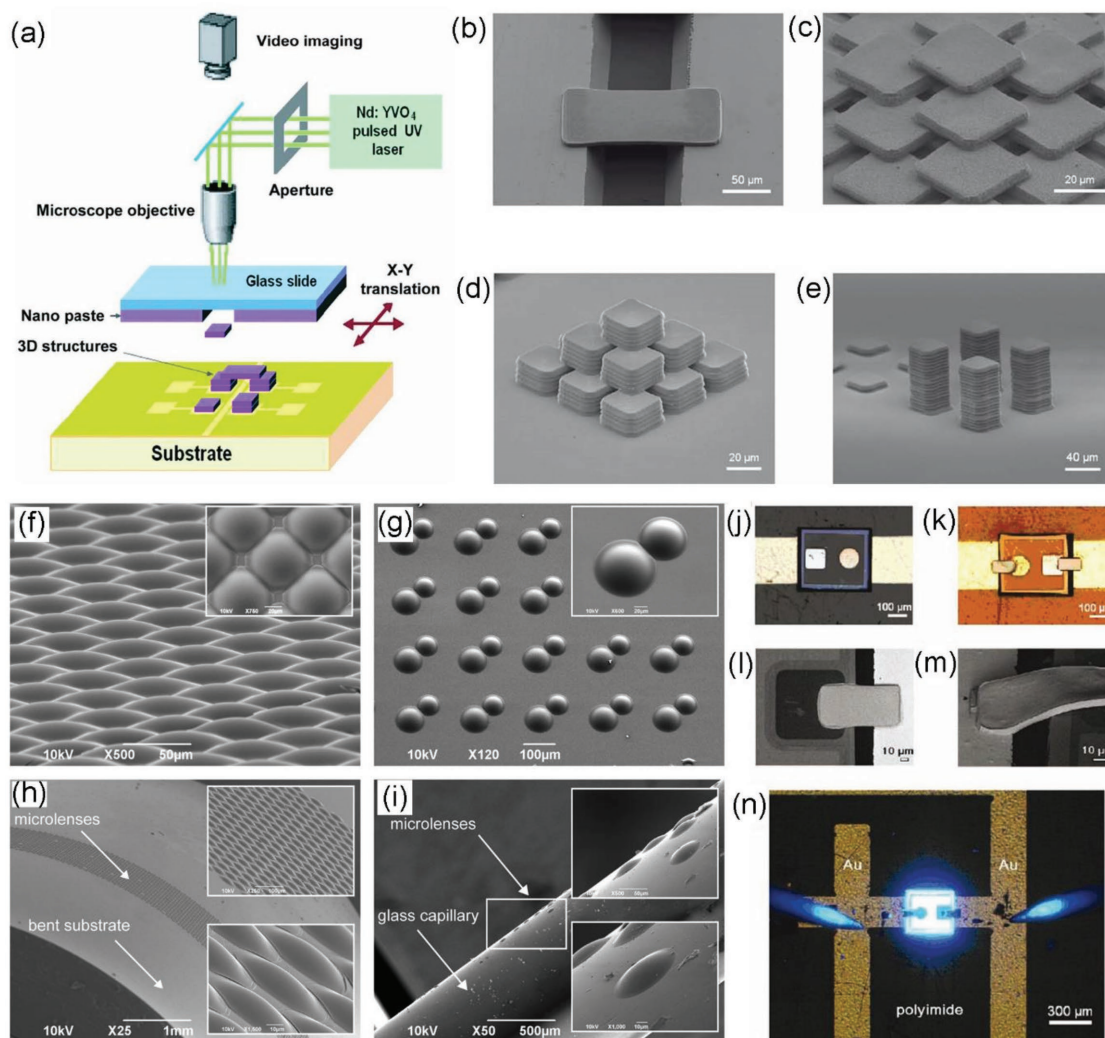 (a)
Video imaging
Nd: YVO₄
pulsed UV
laser
Aperture
Microscope objective
Glass slide
X-Y
translation
Nano paste
3D structures
Substrate
(b)
50 µm
(c)
20 µm
(d)
20 µm
(e)
40 µm
(f)
10kV X500 50µm
(g)
10kV X120 100µm
(h)
microlenses
bent substrate
10kV X25 1mm
(i)
microlenses
glass capillary
10kV X50 500µm
(j)
100 µm
(k)
100 µm
(l)
10 µm
(m)
10 µm
(n)
Au
Au
polyimide
300 µm